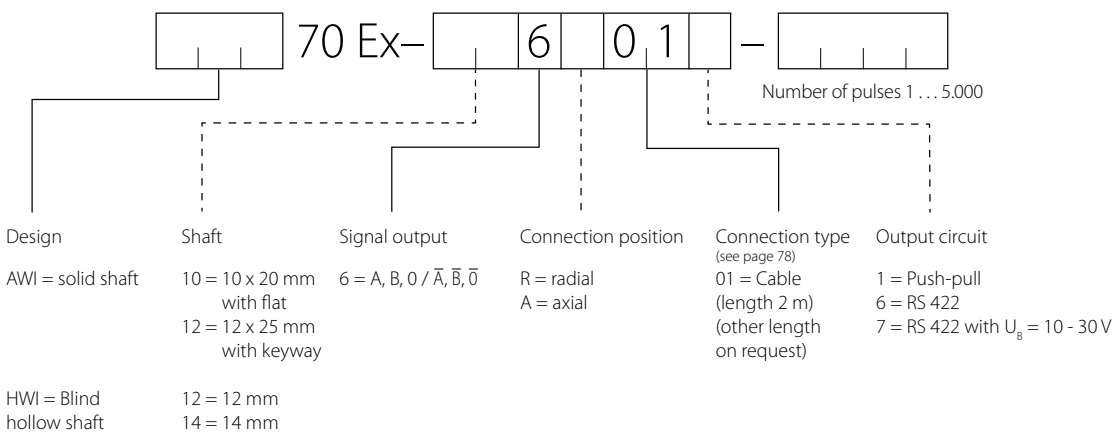 70 Ex– 6 0 1 –
Number of pulses 1 . . . 5.000
Design
AWI = solid shaft
HWI = Blind
hollow shaft
Shaft
10 = 10 x 20 mm
with flat
12 = 12 x 25 mm
with keyway
12 = 12 mm
14 = 14 mm
Signal output
6 = A, B, 0 / A̅, B̅, 0̅
Connection position
R = radial
A = axial
Connection type
(see page 78)
01 = Cable
(length 2 m)
(other length
on request)
Output circuit
1 = Push-pull
6 = RS 422
7 = RS 422 with U_B = 10 - 30 V